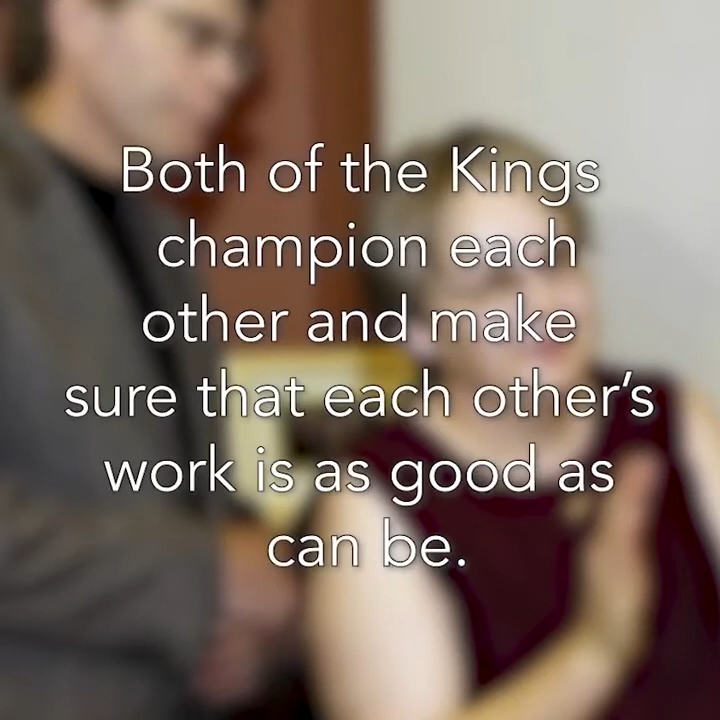 Both of the Kings
champion each
other and make
sure that each other’s
work is as good as
can be.